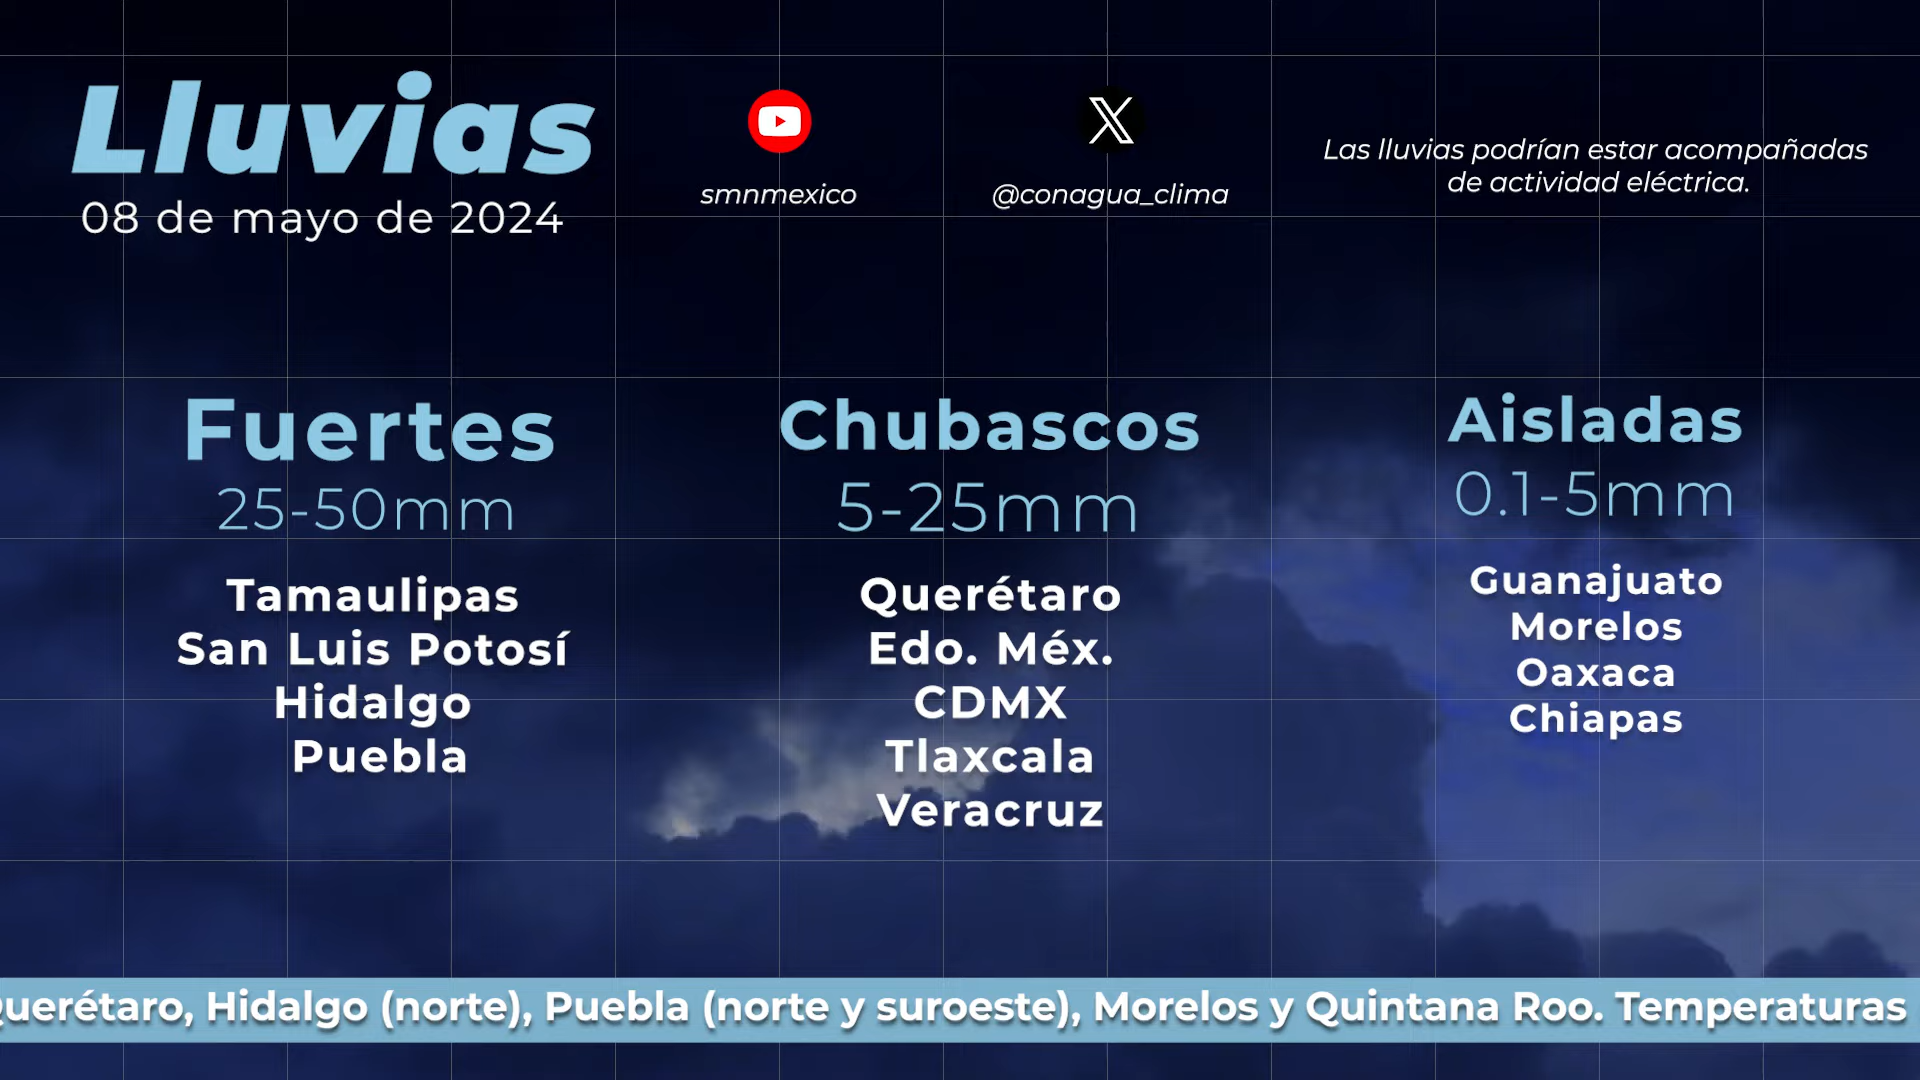 Lluvias
08 de mayo de 2024
smnmexico
@conagua_clima
Las lluvias podrían estar acompañadas
de actividad eléctrica.
Fuertes
25-50mm
Tamaulipas
San Luis Potosí
Hidalgo
Puebla
Chubascos
5-25mm
Querétaro
Edo. Méx.
CDMX
Tlaxcala
Veracruz
Aisladas
0.1-5mm
Guanajuato
Morelos
Oaxaca
Chiapas
Querétaro, Hidalgo (norte), Puebla (norte y suroeste), Morelos y Quintana Roo. Temperaturas